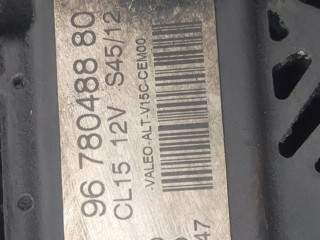 96 780488 80
CL15 12V S45/12
VALEO-ALT-V15C-CEM00
47